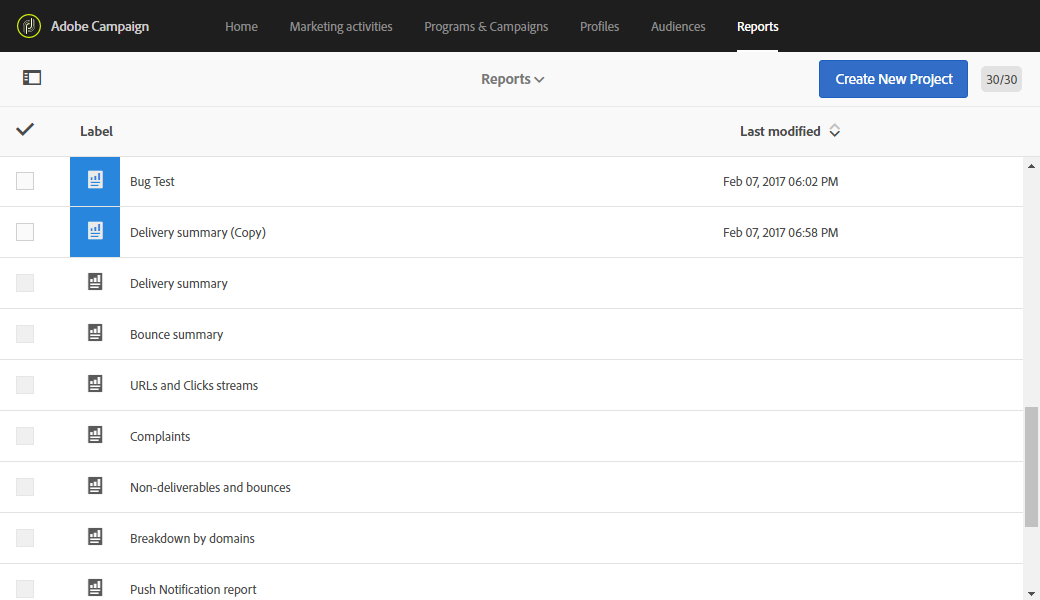 Adobe Campaign Home Marketing activities Programs & Campaigns Profiles Audiences Reports
Reports Create New Project 30/30
Label Last modified
Bug Test Feb 07, 2017 06:02 PM
Delivery summary (Copy) Feb 07, 2017 06:58 PM
Delivery summary
Bounce summary
URLs and Clicks streams
Complaints
Non-deliverables and bounces
Breakdown by domains
Push Notification report